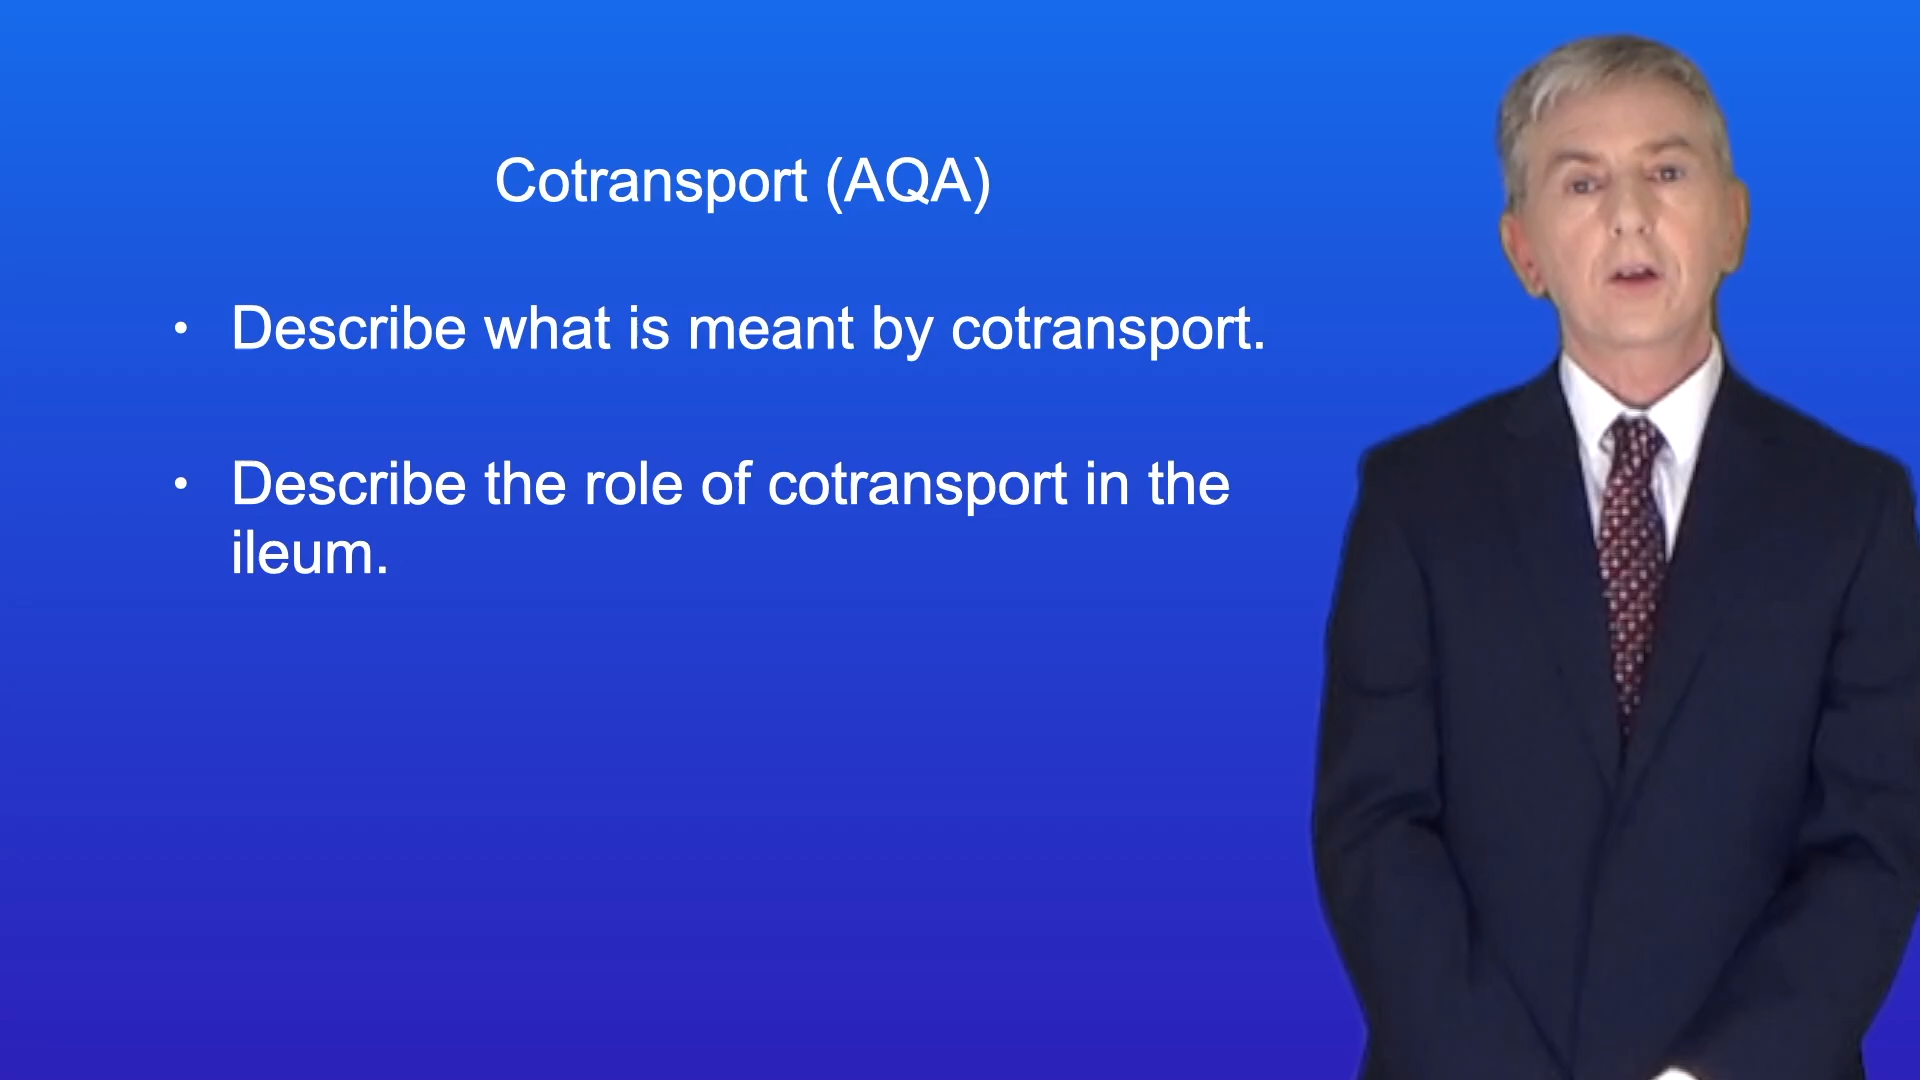 Cotransport (AQA)
• Describe what is meant by cotransport.
• Describe the role of cotransport in the
ileum.